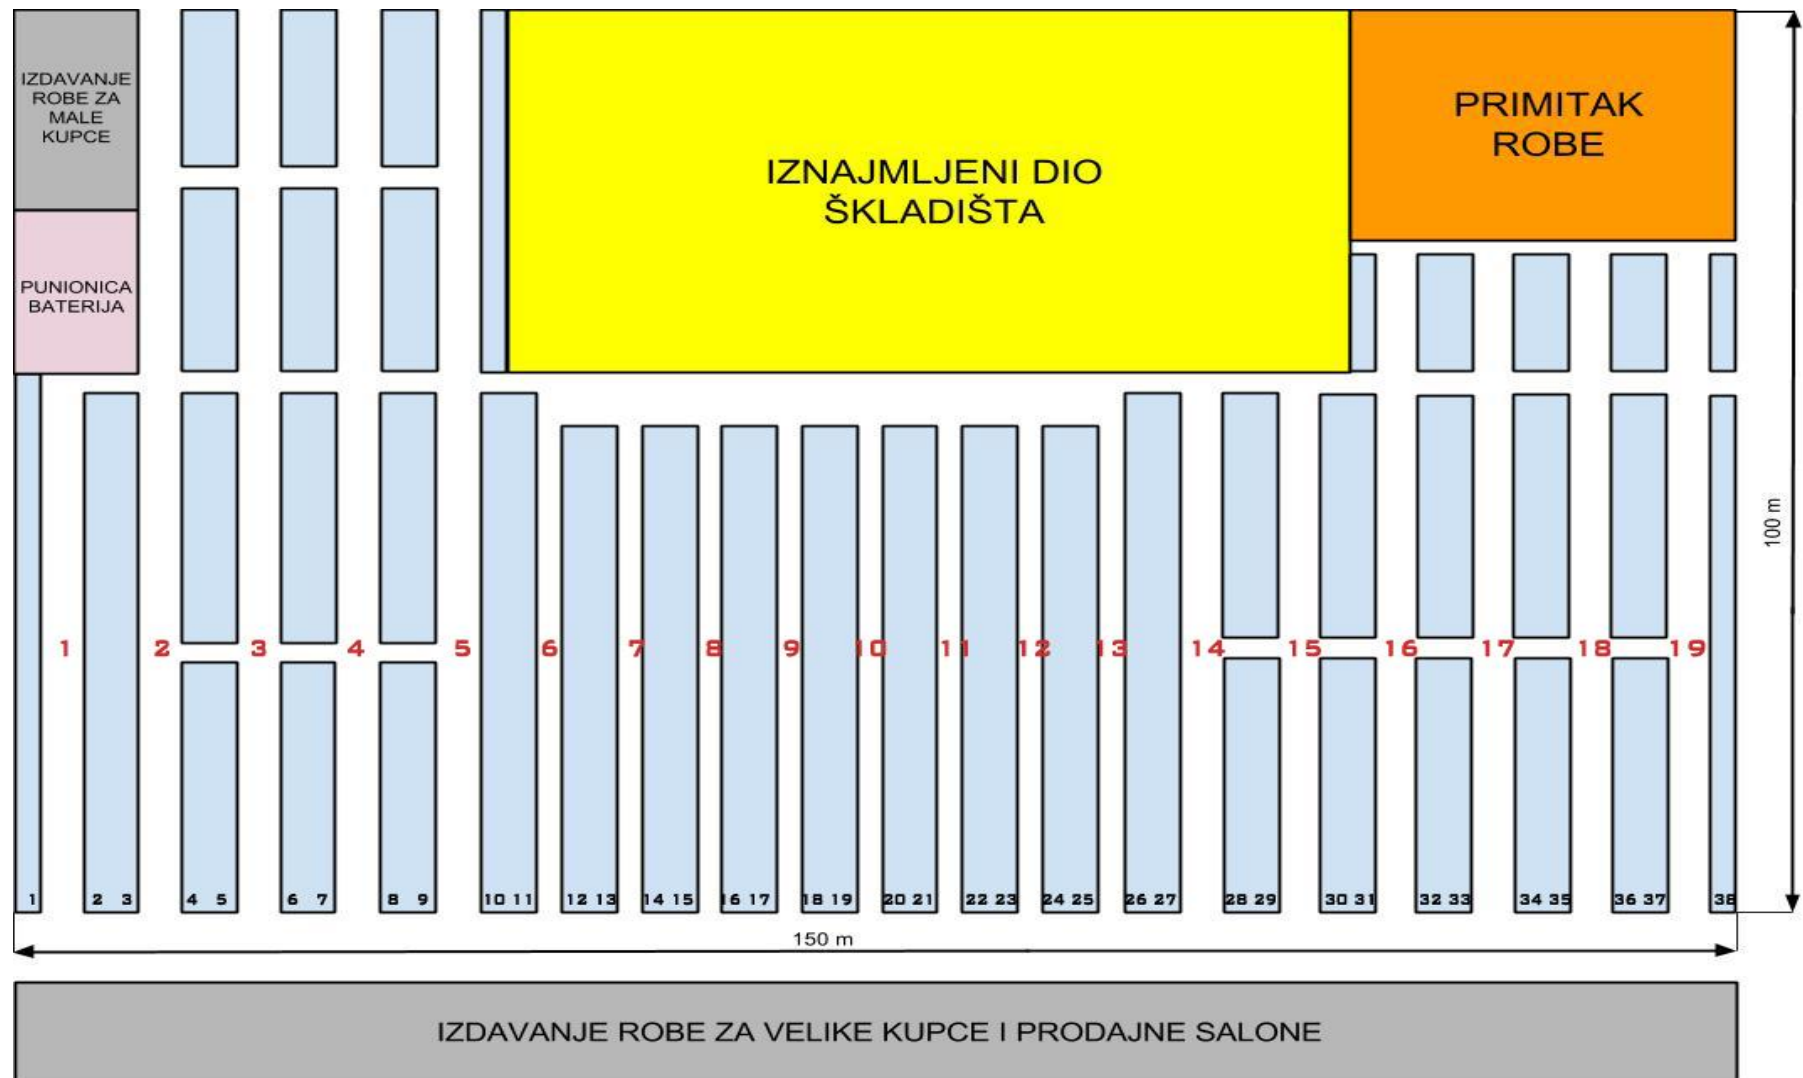 IZDAVANJE
ROBE ZA
MALE
KUPCE
IZNAJMLJENI DIO
ŠKLADIŠTA
PRIMITAK
ROBE
PUNIONICA
BATERIJA
100 m
1 2 3 4 5 6 7 8 9 10 11 12 13 14 15 16 17 18 19
1 2 3 4 5 6 7 8 9 10 11 12 13 14 15 16 17 18 19 20 21 22 23 24 25 26 27 28 29 30 31 32 33 34 35 36 37 38
150 m
IZDAVANJE ROBE ZA VELIKE KUPCE I PRODAJNE SALONE